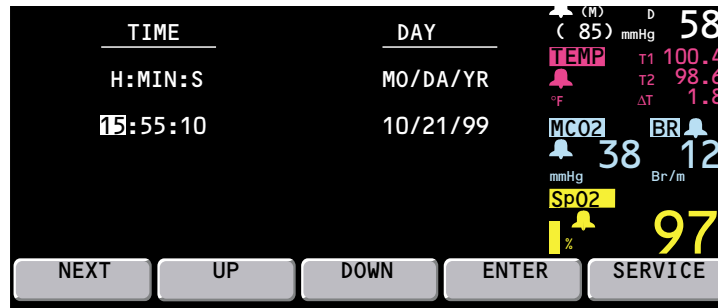 TIME DAY
H:MIN:S MO/DA/YR
15:55:10 10/21/99
(M) D 58
( 85) mmHg
TEMP T1 100.4
T2 98.6
°F ΔT 1.8
MCO2 BR
38 12
mmHg Br/m
SpO2
% 97
NEXT UP DOWN ENTER SERVICE